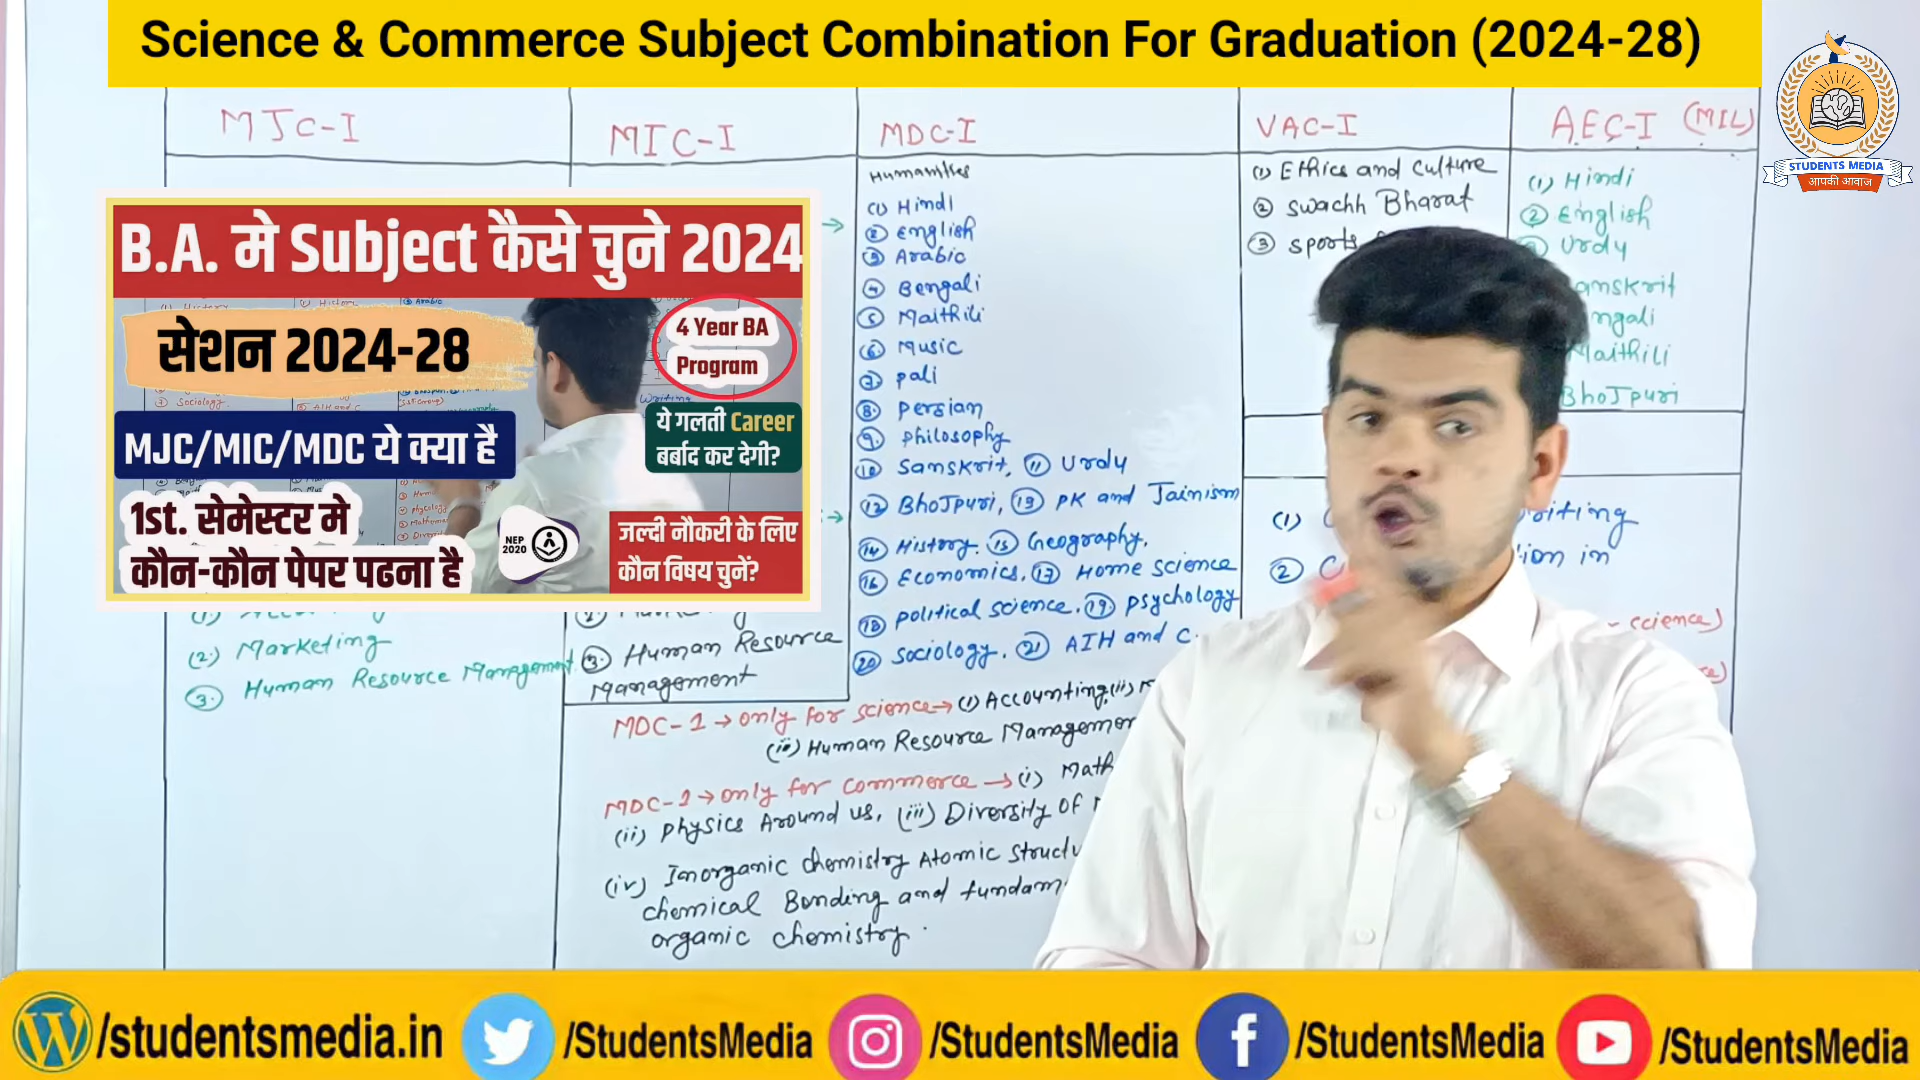 Science & Commerce Subject Combination For Graduation (2024-28)
STUDENTS MEDIA
आपकी आवाज
MJC-I
MIC-I
MDC-I
VAC-I
AEC-I (MIL)
B.A. मे Subject कैसे चुने 2024
सेशन 2024-28
4 Year BA
Program
MJC/MIC/MDC ये क्या है
ये गलती Career
बर्बाद कर देगी?
1st. सेमेस्टर मे
कौन-कौन पेपर पढना है
NEP
2020
जल्दी नौकरी के लिए
कौन विषय चुनें?
(2.) Marketing
(3.) Human Resource Management
(3.) Human Resource
Management
Humanities
(1) Hindi
(2) English
(3) Arabic
(4) Bengali
(5) Maithili
(6) Music
(7) pali
(8) persian
(9) philosophy
(10) Sanskrit, (11) Urdu
(12) Bhojpuri, (13) PK and Jainism
(14) History. (15) Geography,
(16) Economics, (17) Home science
(18) political science, (19) psychology
(20) sociology, (21) AIH and C.
MDC-1 → only for science → (i) Accounting, (ii)
(iii) Human Resource
MDC-1 → only for commerce → (i) Math
(ii) physics Around us, (iii) Diversity of
(iv) Inorganic chemistry Atomic
chemical Bonding and
organic chemistry.
(1) Ethics and Culture
(2) swachh Bharat
(3) sports
(1) Hindi
(2) English
Urdu
Maithili
BhoJpuri
(1)
(2)
ion in
science)
/studentsmedia.in
/StudentsMedia
/StudentsMedia
/StudentsMedia
/StudentsMedia